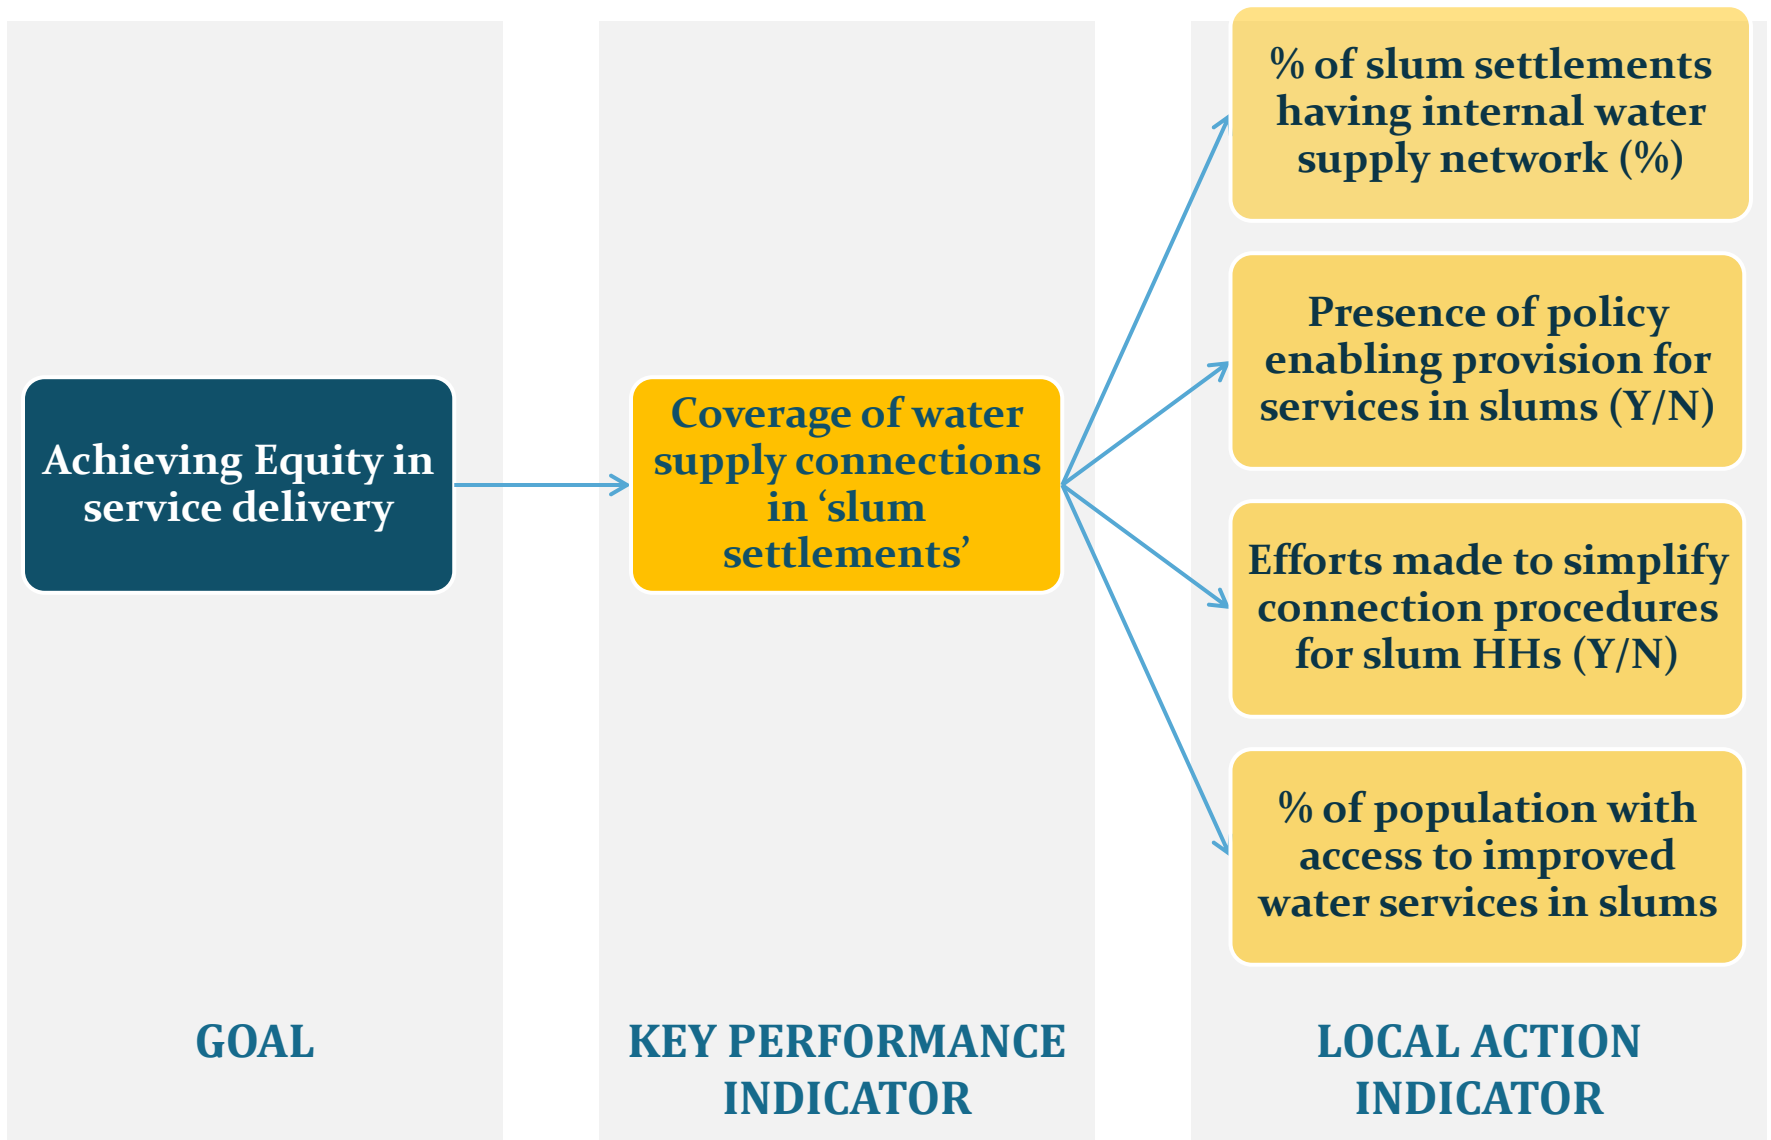 Achieving Equity in
service delivery
GOAL
Coverage of water
supply connections
in ‘slum
settlements’
KEY PERFORMANCE
INDICATOR
% of slum settlements
having internal water
supply network (%)
Presence of policy
enabling provision for
services in slums (Y/N)
Efforts made to simplify
connection procedures
for slum HHs (Y/N)
% of population with
access to improved
water services in slums
LOCAL ACTION
INDICATOR